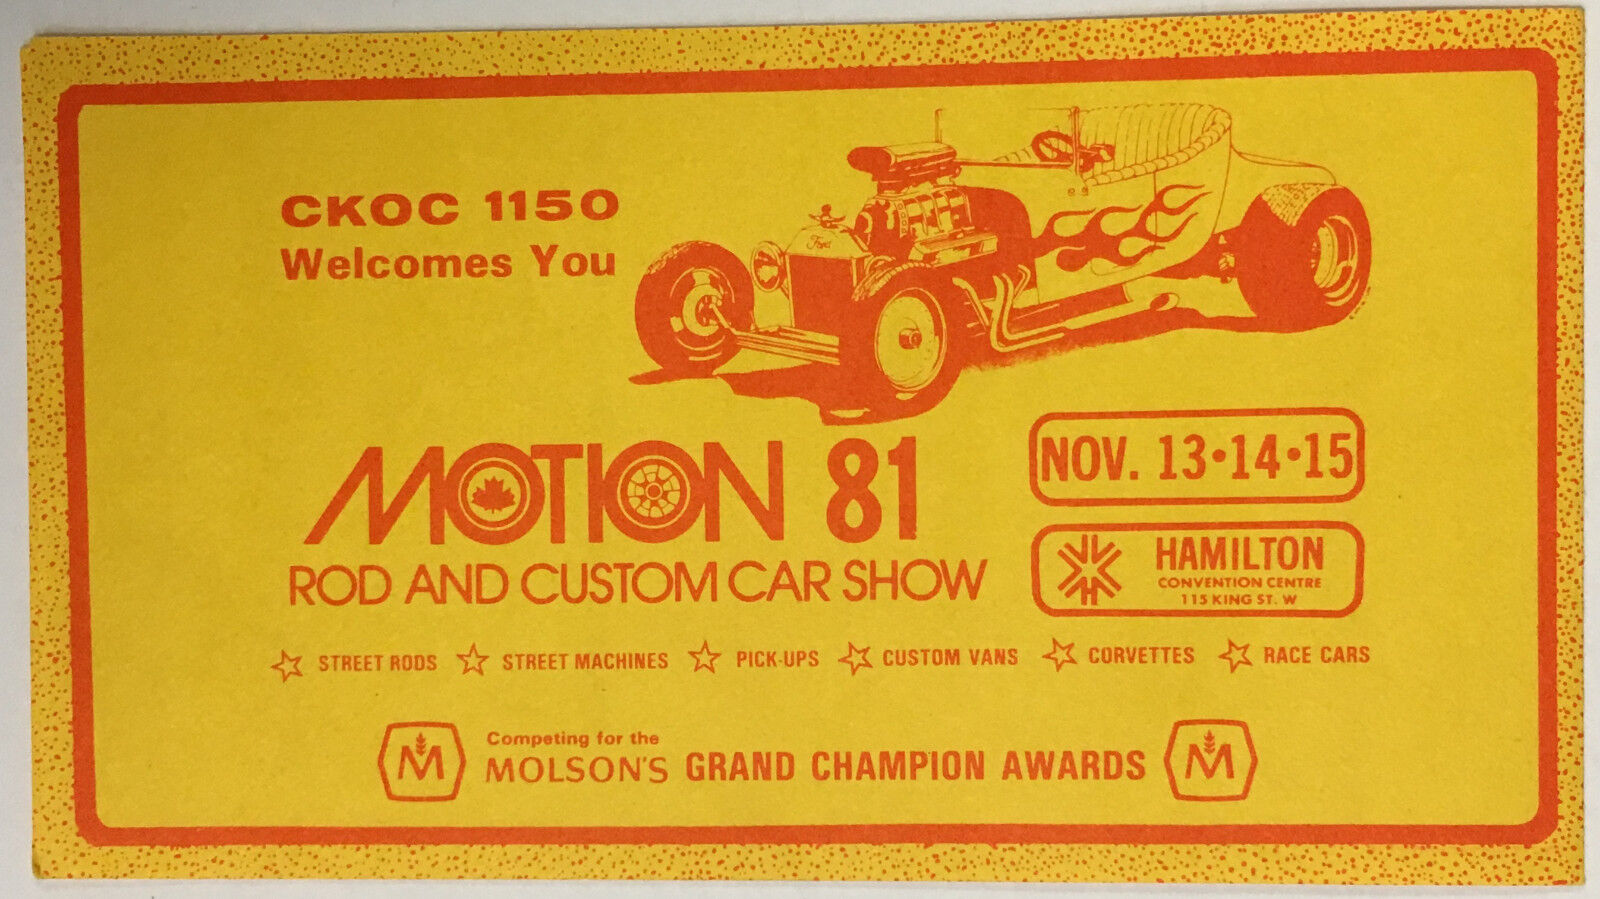 CKOC 1150
Welcomes You
Ford
MOTION 81
ROD AND CUSTOM CAR SHOW
NOV. 13•14•15
HAMILTON
CONVENTION CENTRE
115 KING ST. W
STREET RODS STREET MACHINES PICK-UPS CUSTOM VANS CORVETTES RACE CARS
M
Competing for the
MOLSON'S GRAND CHAMPION AWARDS
M